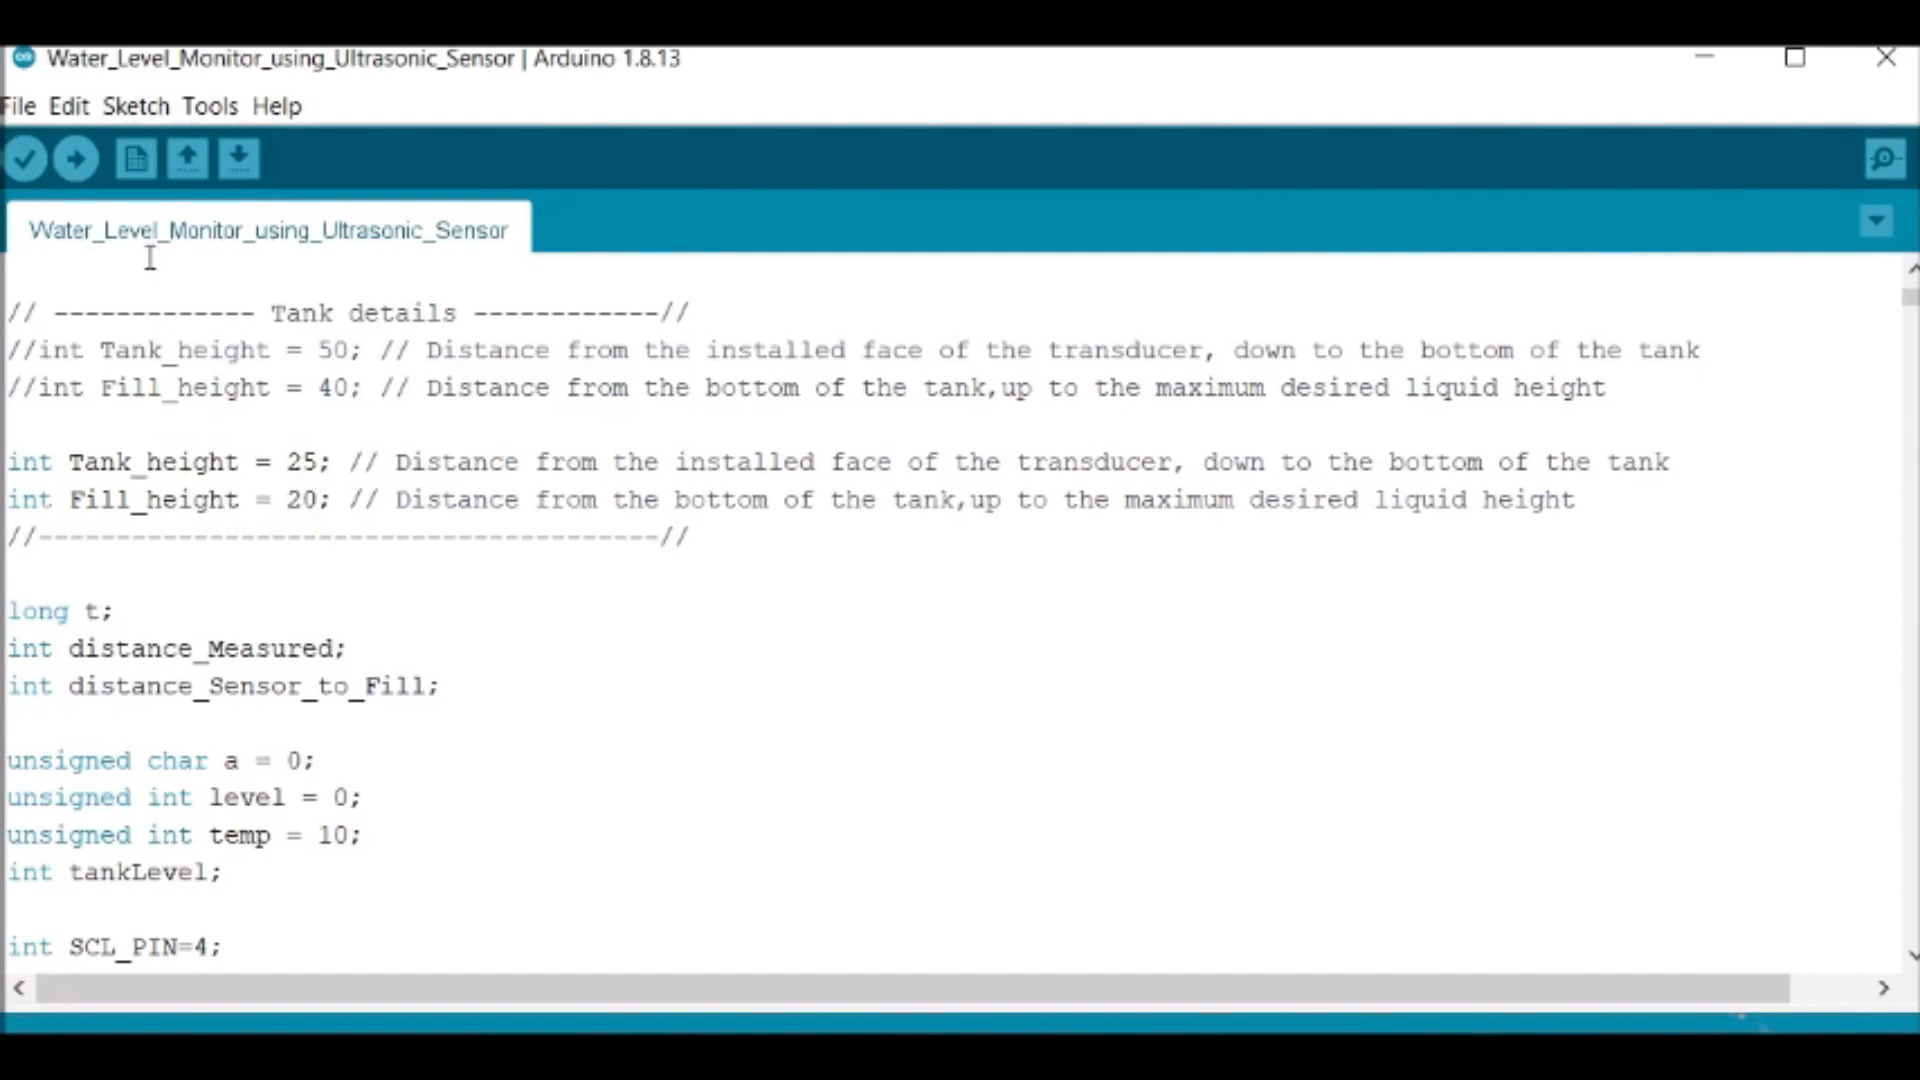 Water_Level_Monitor_using_Ultrasonic_Sensor | Arduino 1.8.13
File Edit Sketch Tools Help
Water_Level_Monitor_using_Ultrasonic_Sensor
// ------------- Tank details ------------//
//int Tank_height = 50; // Distance from the installed face of the transducer, down to the bottom of the tank
//int Fill_height = 40; // Distance from the bottom of the tank,up to the maximum desired liquid height
int Tank_height = 25; // Distance from the installed face of the transducer, down to the bottom of the tank
int Fill_height = 20; // Distance from the bottom of the tank,up to the maximum desired liquid height
//----------------------------------------//
long t;
int distance_Measured;
int distance_Sensor_to_Fill;
unsigned char a = 0;
unsigned int level = 0;
unsigned int temp = 10;
int tankLevel;
int SCL_PIN=4;